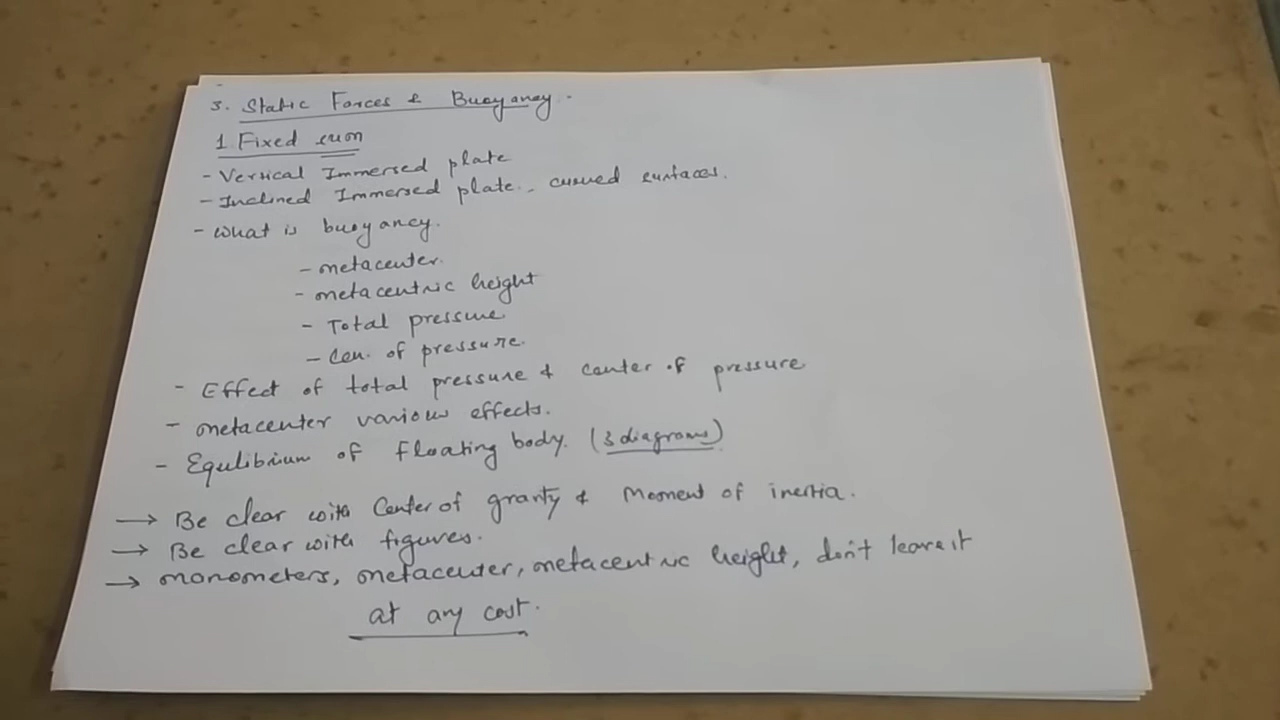 3. Static Forces & Buoyancy.
1. Fixed sum
- Vertical Immersed plate
- Inclined Immersed plate, curved surfaces.
- What is buoyancy.
- metacenter.
- metacentric height
- Total pressure
- Cen. of pressure.
- Effect of total pressure & center of pressure
- metacenter various effects.
- Equlibrium of floating body. (3 diagrams)
→ Be clear with Center of gravity & Moment of inertia.
→ Be clear with figures.
→ manometers, metacenter, metacentric height, don't leave it
at any cost.